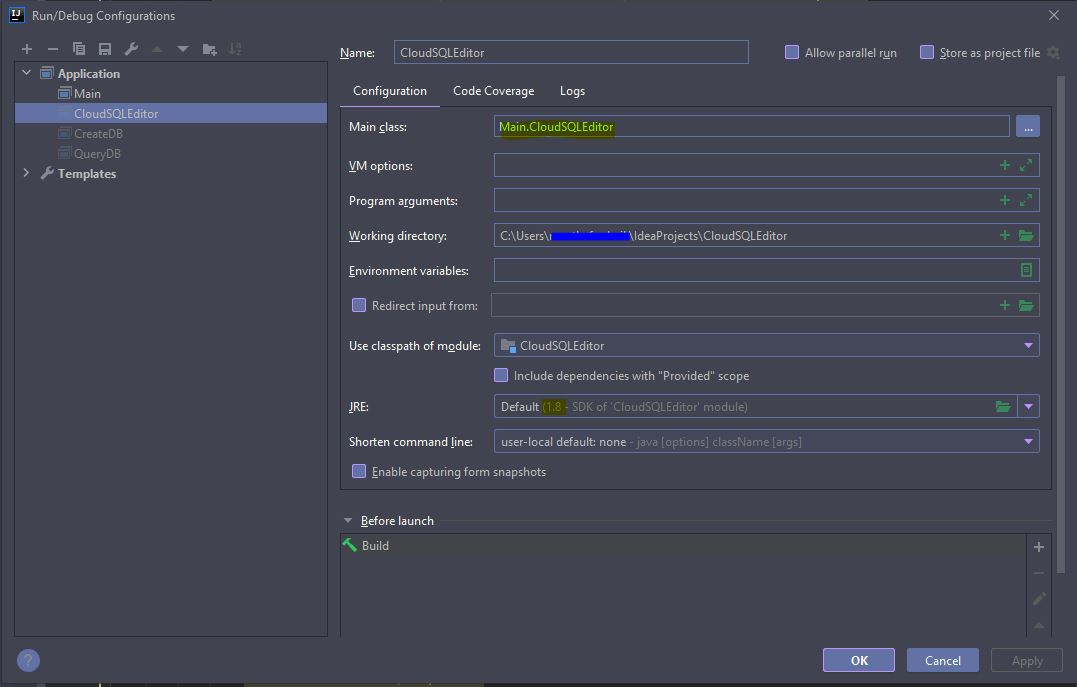 Run/Debug Configurations
Application
Main
CloudSQLEditor
CreateDB
QueryDB
Templates
Name: CloudSQLEditor
Allow parallel run
Store as project file
Configuration Code Coverage Logs
Main class: Main.CloudSQLEditor ...
VM options:
Program arguments:
Working directory: C:\Users\ \IdeaProjects\CloudSQLEditor
Environment variables:
Redirect input from:
Use classpath of module: CloudSQLEditor
Include dependencies with "Provided" scope
JRE: Default (1.8 - SDK of 'CloudSQLEditor' module)
Shorten command line: user-local default: none - java [options] className [args]
Enable capturing form snapshots
Before launch
Build
? OK Cancel Apply